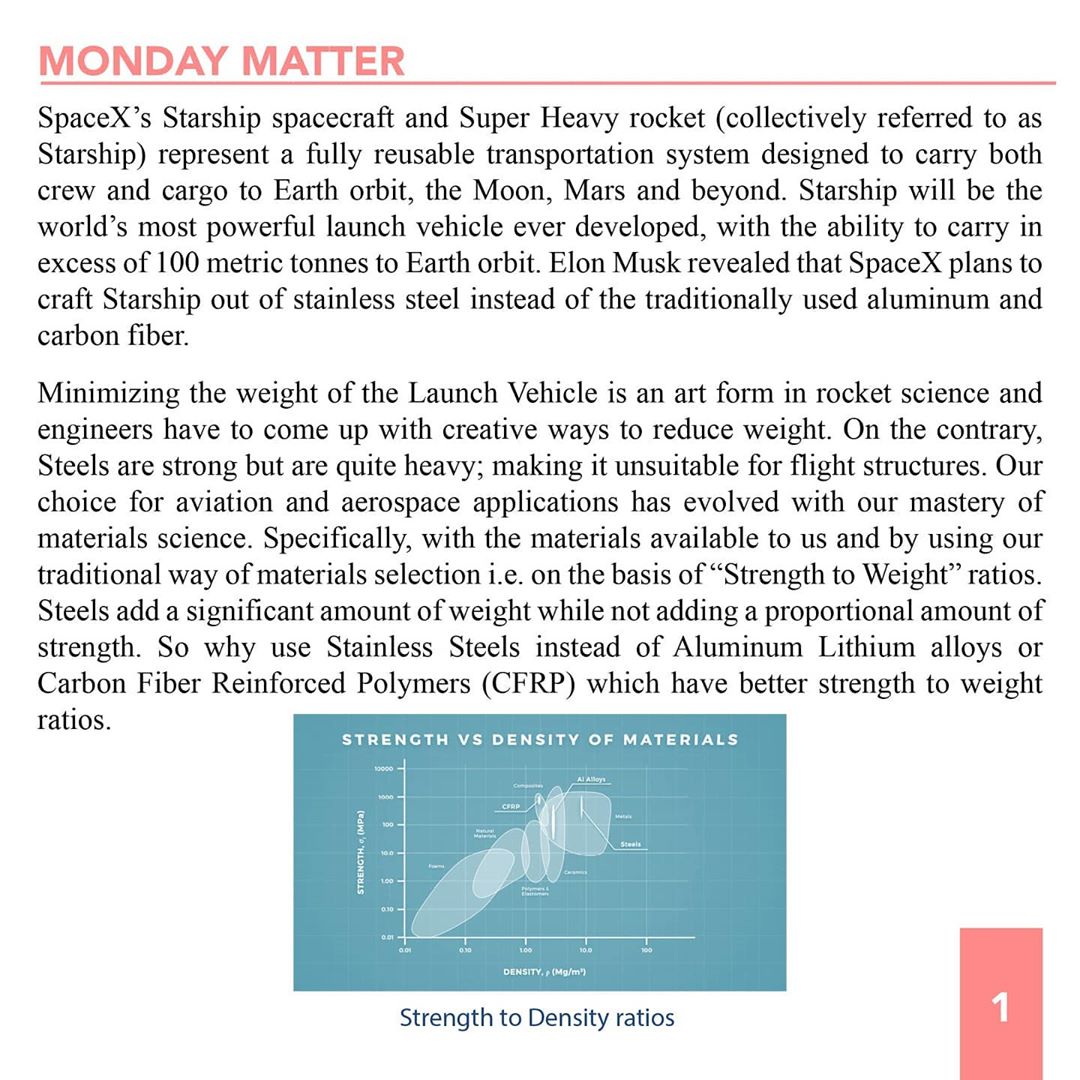 MONDAY MATTER
SpaceX’s Starship spacecraft and Super Heavy rocket (collectively referred to as
Starship) represent a fully reusable transportation system designed to carry both
crew and cargo to Earth orbit, the Moon, Mars and beyond. Starship will be the
world’s most powerful launch vehicle ever developed, with the ability to carry in
excess of 100 metric tonnes to Earth orbit. Elon Musk revealed that SpaceX plans to
craft Starship out of stainless steel instead of the traditionally used aluminum and
carbon fiber.
Minimizing the weight of the Launch Vehicle is an art form in rocket science and
engineers have to come up with creative ways to reduce weight. On the contrary,
Steels are strong but are quite heavy; making it unsuitable for flight structures. Our
choice for aviation and aerospace applications has evolved with our mastery of
materials science. Specifically, with the materials available to us and by using our
traditional way of materials selection i.e. on the basis of “Strength to Weight” ratios.
Steels add a significant amount of weight while not adding a proportional amount of
strength. So why use Stainless Steels instead of Aluminum Lithium alloys or
Carbon Fiber Reinforced Polymers (CFRP) which have better strength to weight
ratios.
STRENGTH VS DENSITY OF MATERIALS
STRENGTH, σ (MPa)
10000
1000
100
10.0
1.00
0.10
0.01
Composites
Al Alloys
CFRP
Metals
Natural
Materials
Steels
Foams
Ceramics
Polymers &
Elastomers
0.01 0.10 1.00 10.0 100
DENSITY, ρ (Mg/m³)
Strength to Density ratios
1